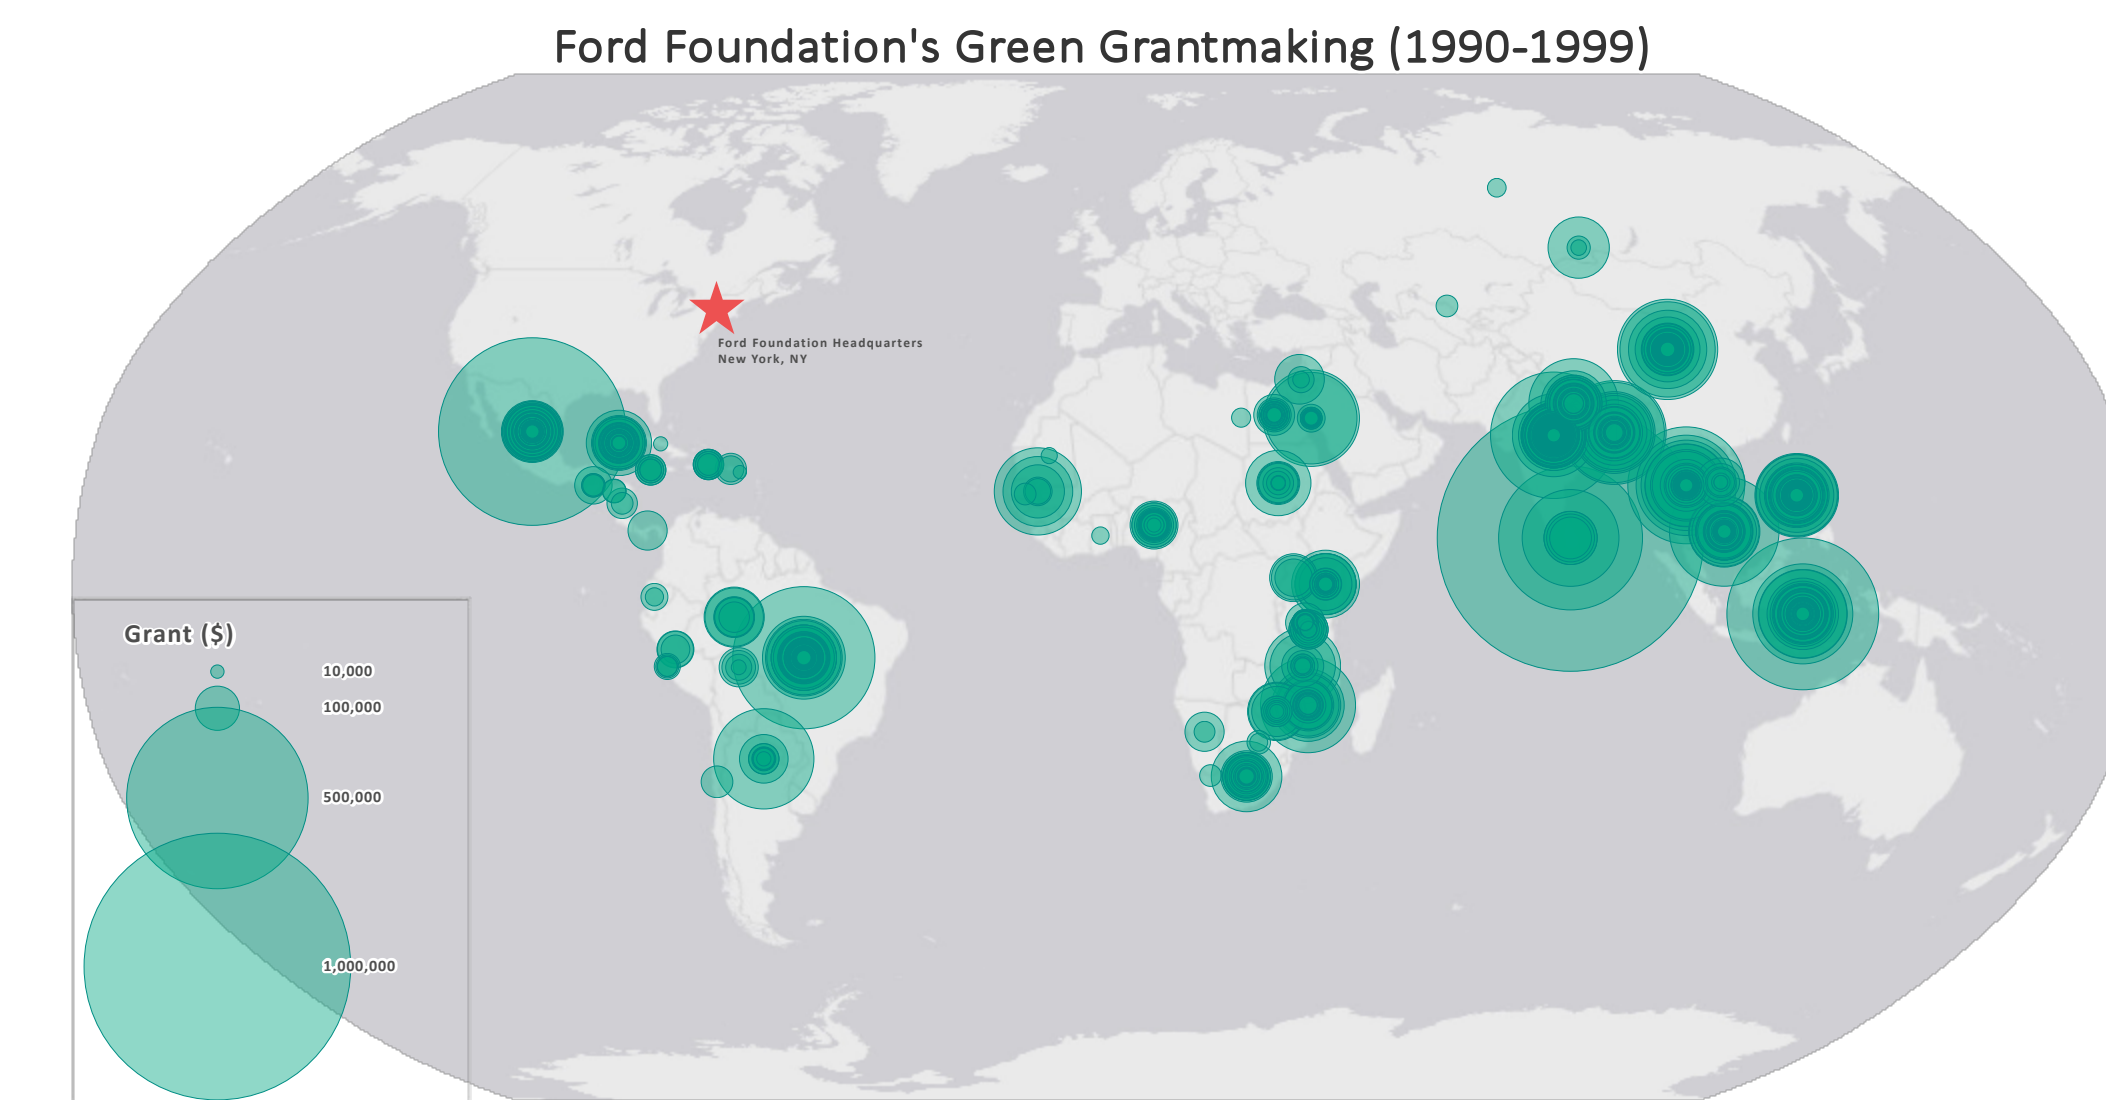 Ford Foundation's Green Grantmaking (1990-1999)
Ford Foundation Headquarters
New York, NY
Grant ($)
10,000
100,000
500,000
1,000,000